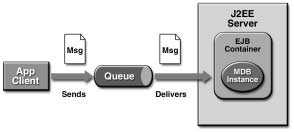 J2EE
Server
Msg
Msg
EJB
Container
App
Client
Queue
MDB
Instance
Sends
Delivers